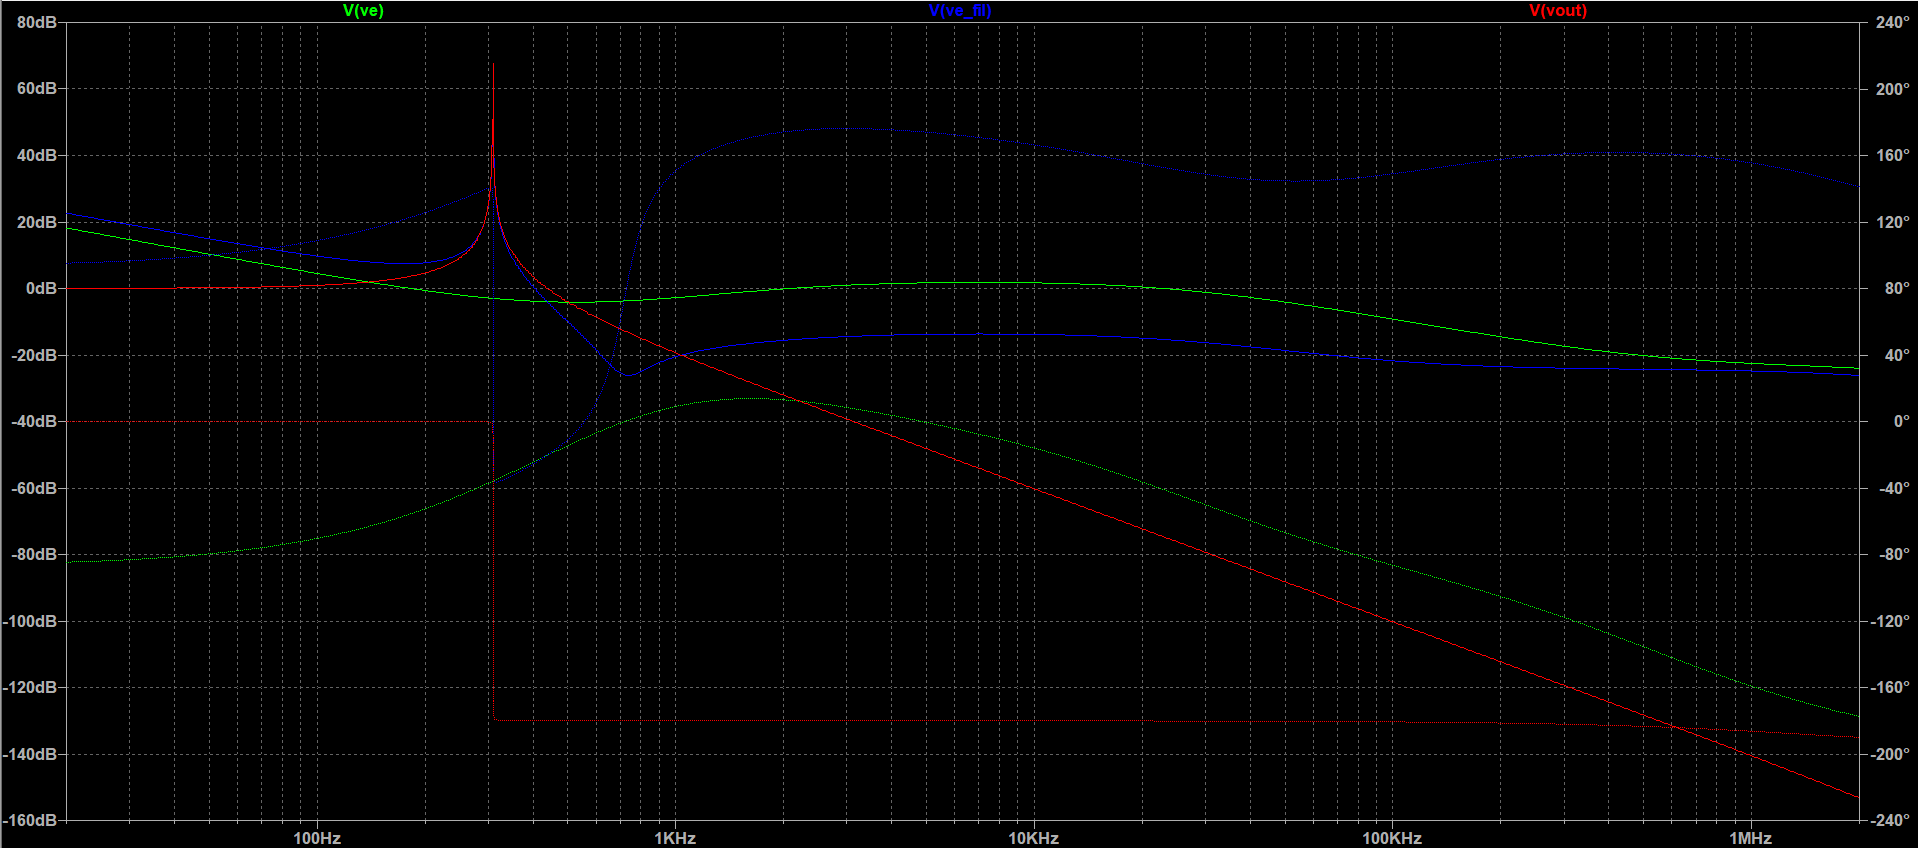 V(ve) V(ve_fil) V(vout)
80dB 240°
60dB 200°
40dB 160°
20dB 120°
0dB 80°
-20dB 40°
-40dB 0°
-60dB -40°
-80dB -80°
-100dB -120°
-120dB -160°
-140dB -200°
-160dB -240°
100Hz 1KHz 10KHz 100KHz 1MHz